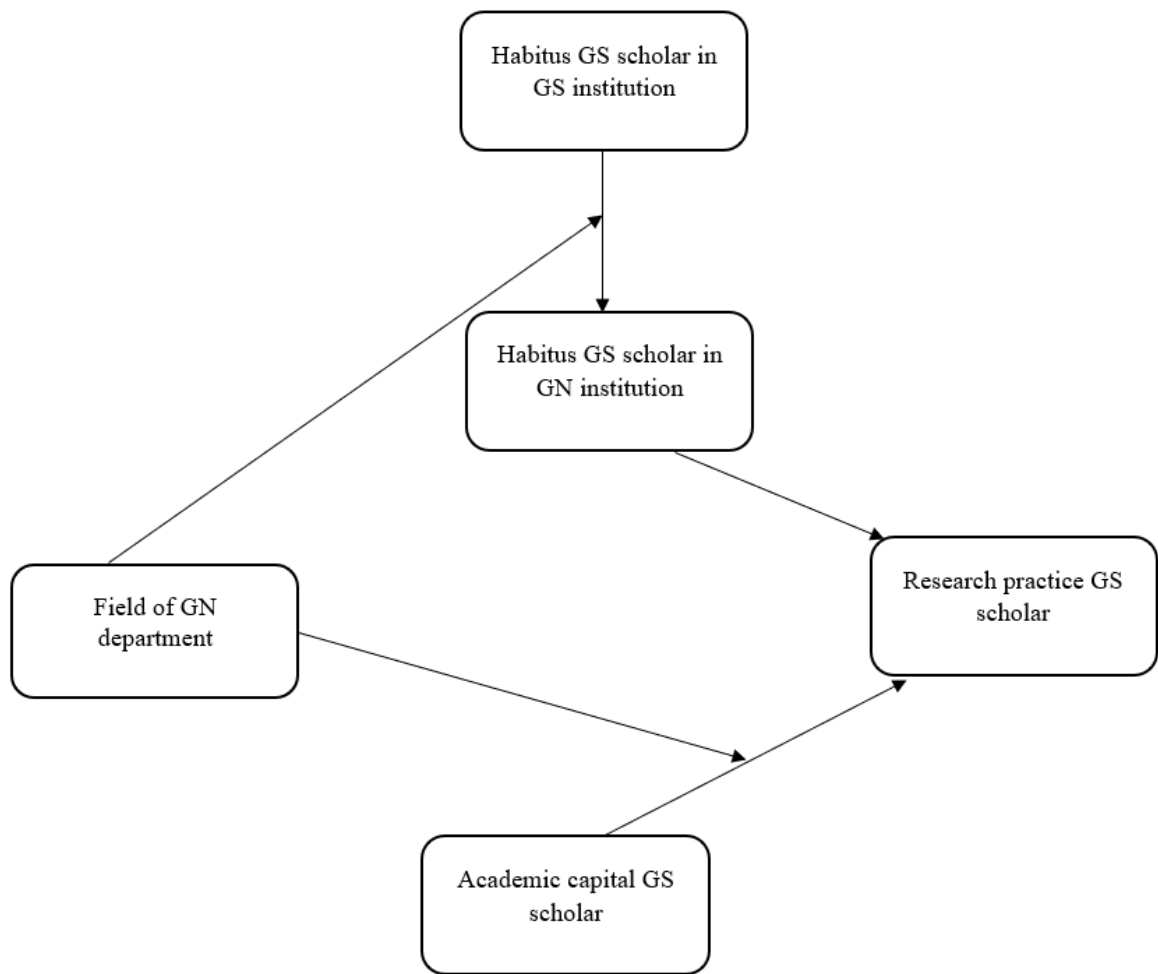 Habitus GS scholar in
GS institution
Habitus GS scholar in
GN institution
Field of GN
department
Research practice GS
scholar
Academic capital GS
scholar